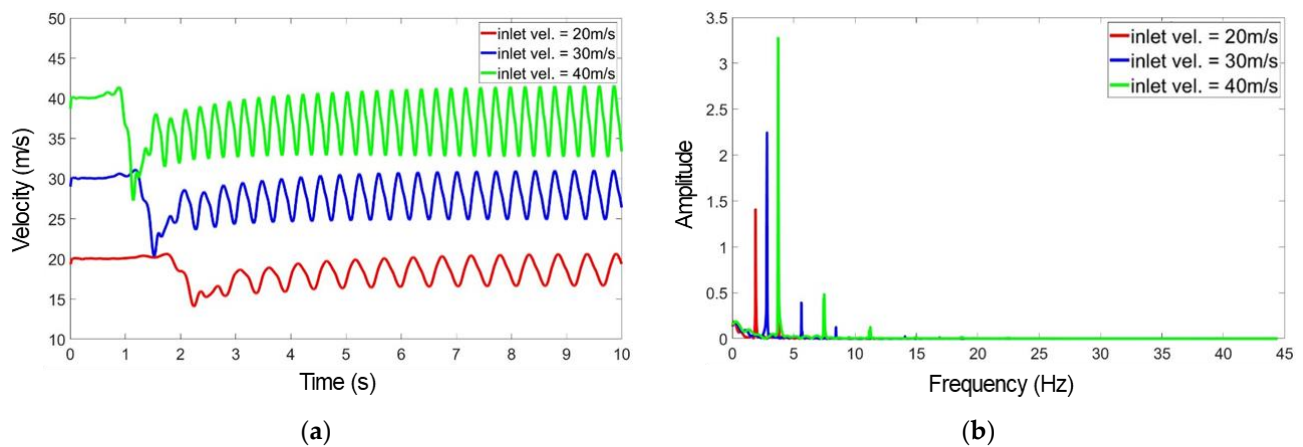 50
45
40
35
30
25
20
15
10
Velocity (m/s)
0 1 2 3 4 5 6 7 8 9 10
Time (s)
inlet vel. = 20m/s
inlet vel. = 30m/s
inlet vel. = 40m/s
(a)
3.5
3
2.5
2
1.5
1
0.5
0
Amplitude
0 5 10 15 20 25 30 35 40 45
Frequency (Hz)
inlet vel. = 20m/s
inlet vel. = 30m/s
inlet vel. = 40m/s
(b)